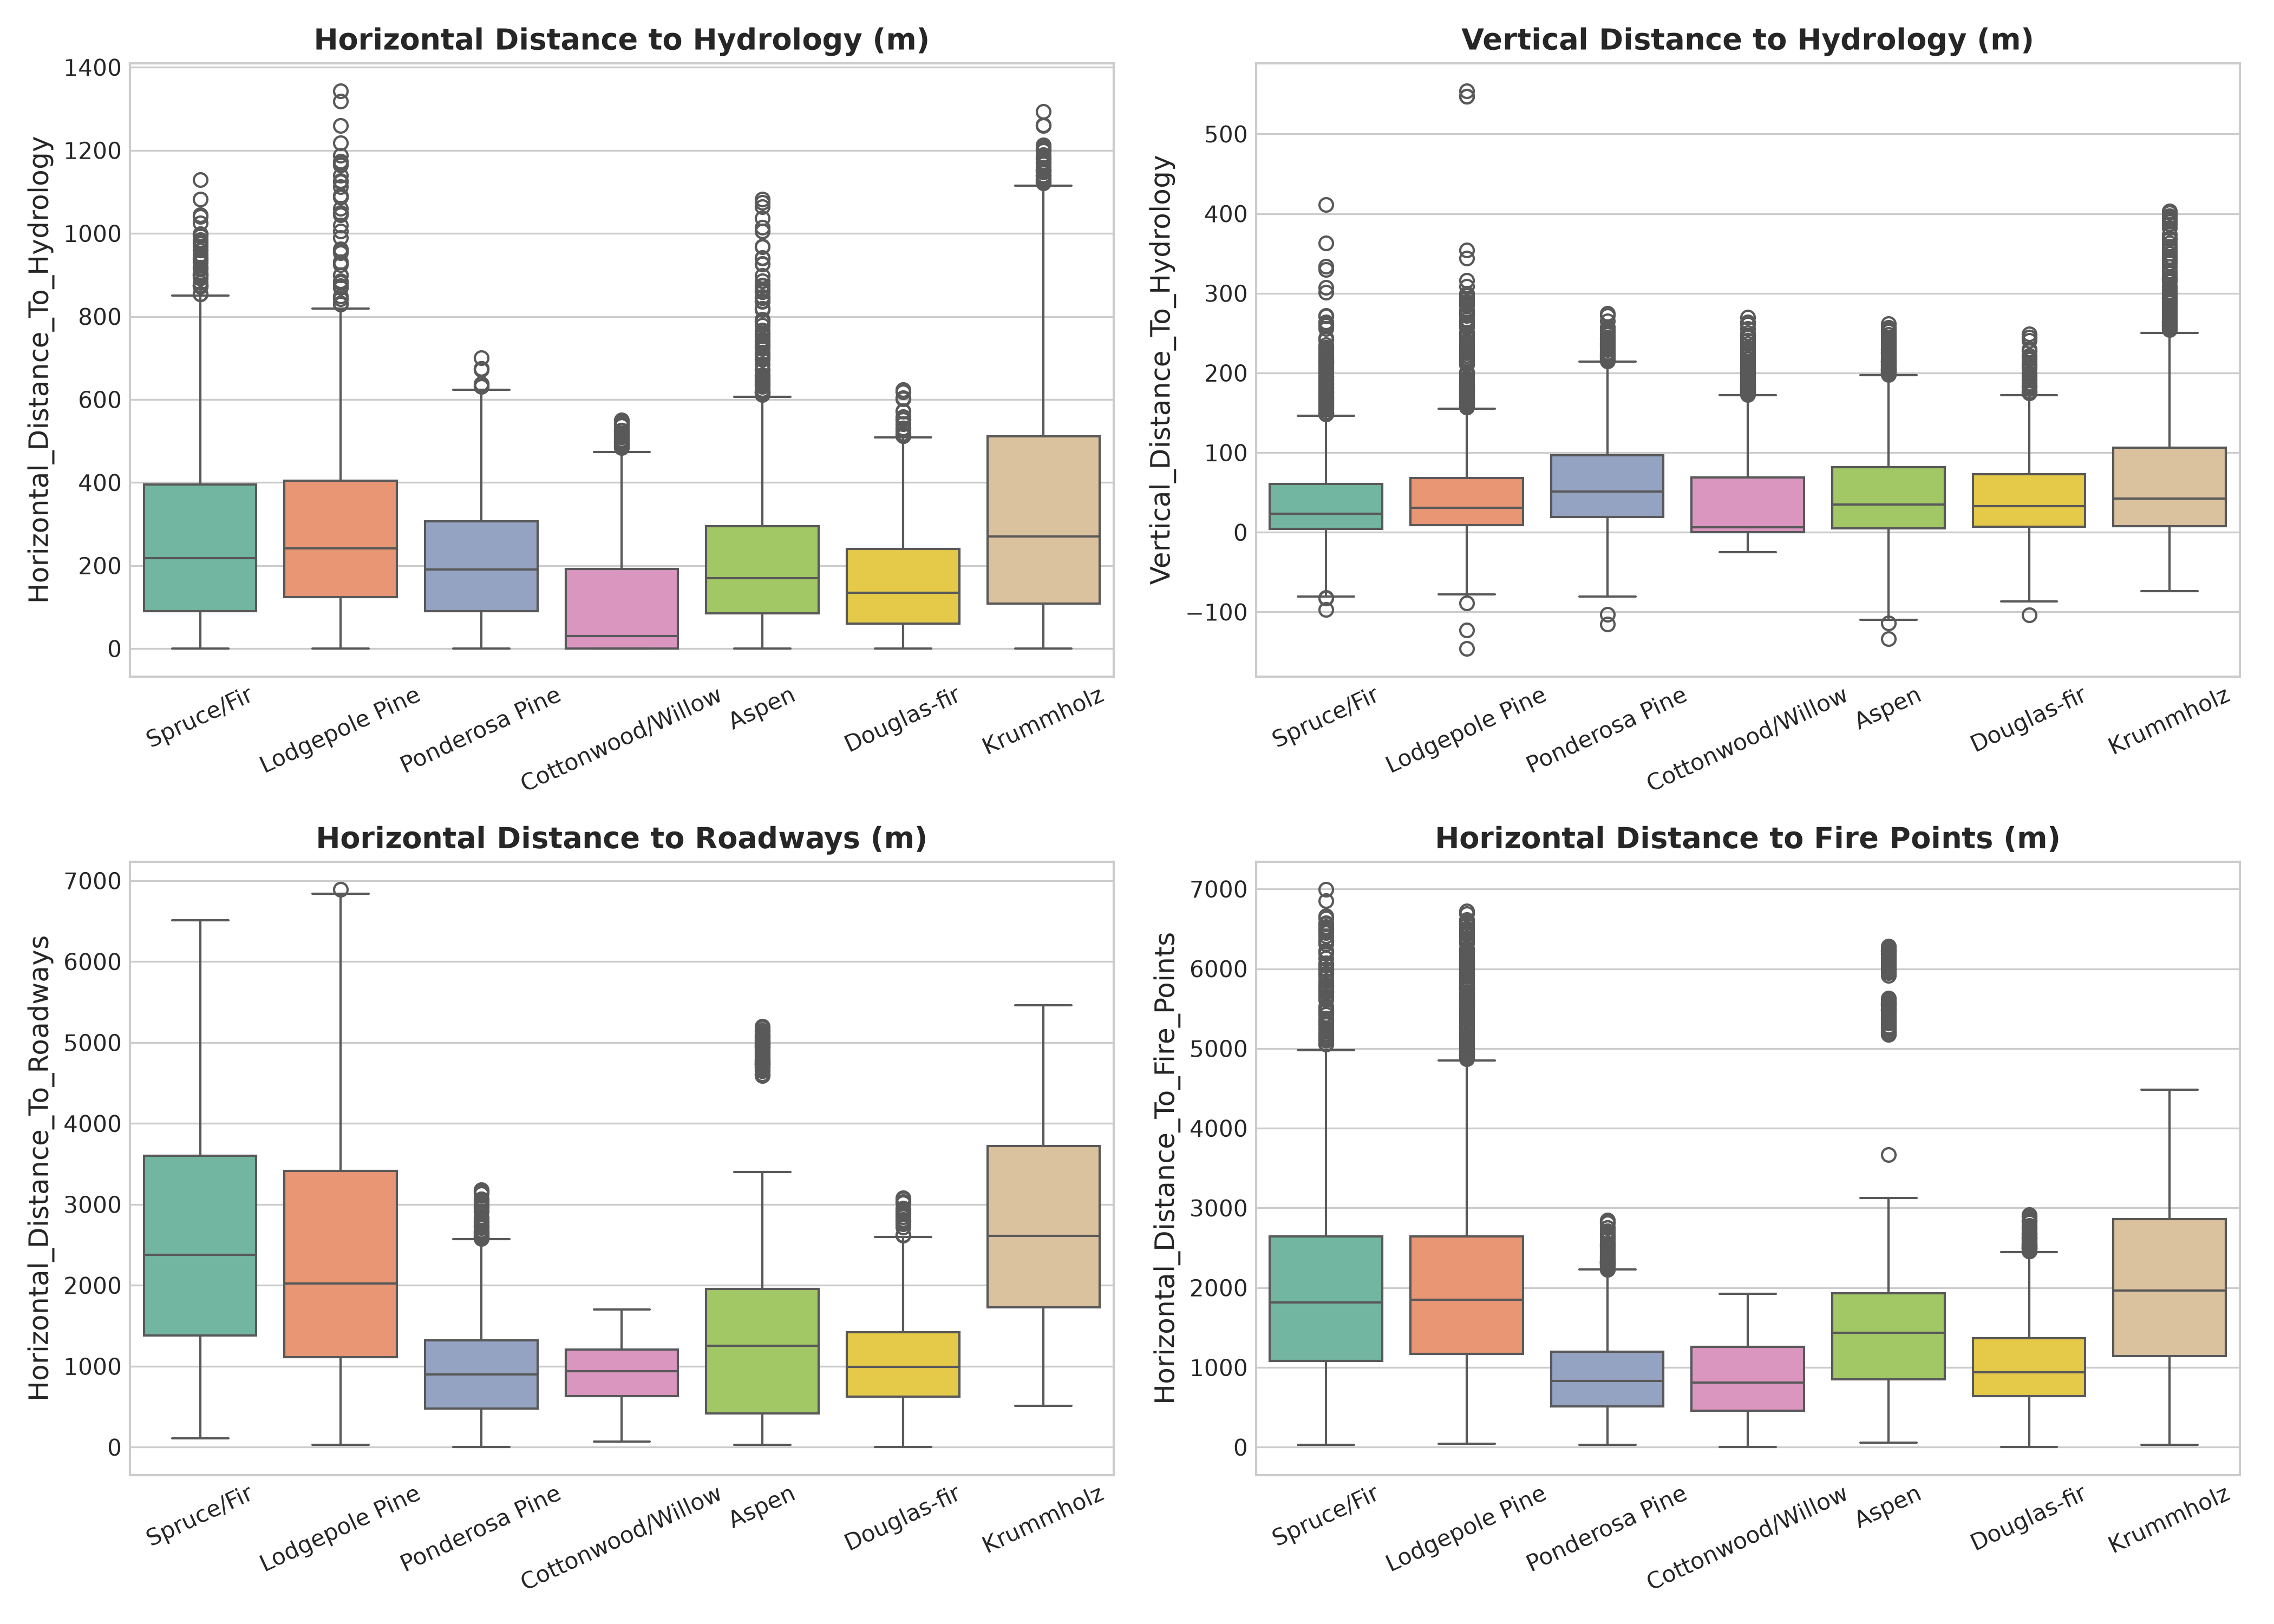 Horizontal Distance to Hydrology (m)
Horizontal_Distance_To_Hydrology
1400
1200
1000
800
600
400
200
0
Spruce/Fir
Lodgepole Pine
Ponderosa Pine
Cottonwood/Willow
Aspen
Douglas-fir
Krummholz
Vertical Distance to Hydrology (m)
Vertical_Distance_To_Hydrology
500
400
300
200
100
0
−100
Spruce/Fir
Lodgepole Pine
Ponderosa Pine
Cottonwood/Willow
Aspen
Douglas-fir
Krummholz
Horizontal Distance to Roadways (m)
Horizontal_Distance_To_Roadways
7000
6000
5000
4000
3000
2000
1000
0
Spruce/Fir
Lodgepole Pine
Ponderosa Pine
Cottonwood/Willow
Aspen
Douglas-fir
Krummholz
Horizontal Distance to Fire Points (m)
Horizontal_Distance_To_Fire_Points
7000
6000
5000
4000
3000
2000
1000
0
Spruce/Fir
Lodgepole Pine
Ponderosa Pine
Cottonwood/Willow
Aspen
Douglas-fir
Krummholz